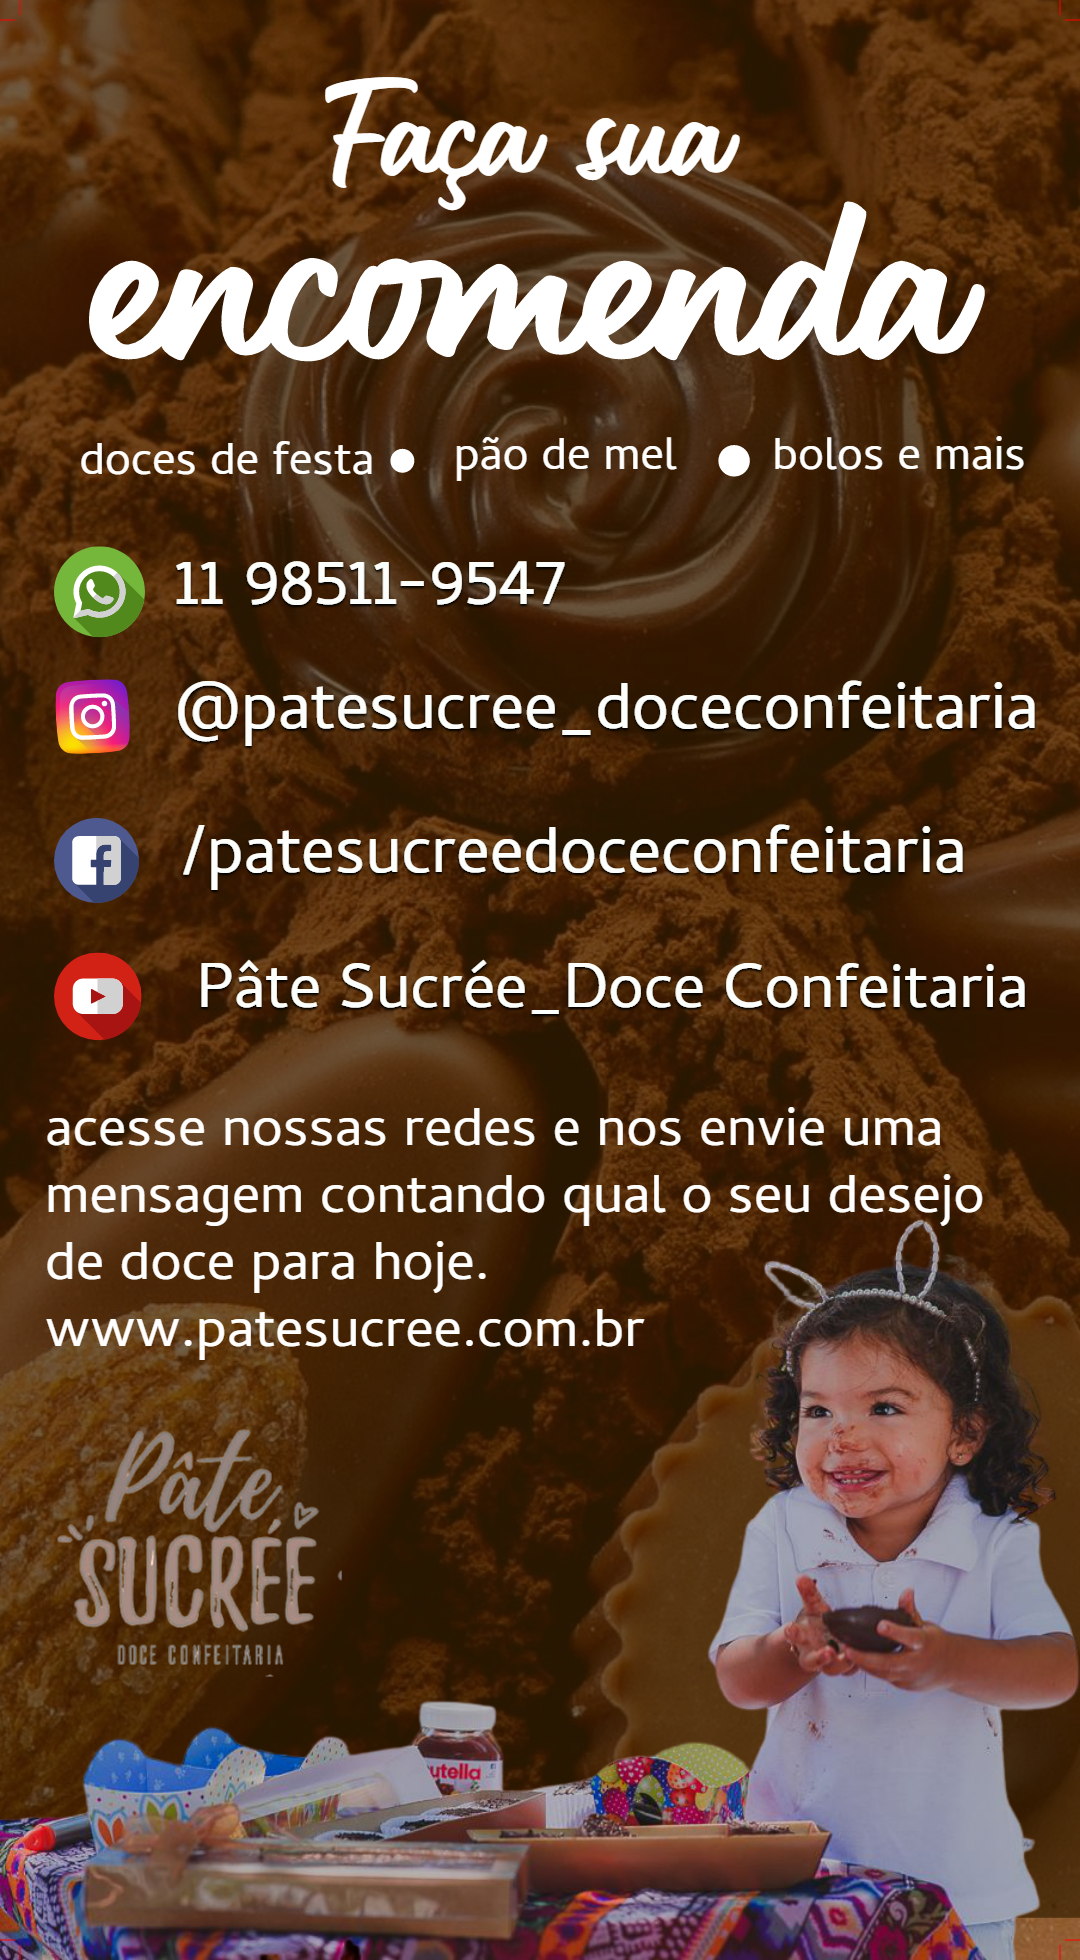 Faça sua
encomenda
doces de festa ● pão de mel ● bolos e mais
11 98511-9547
@patesucree_doceconfeitaria
/patesucreedoceconfeitaria
Pâte Sucrée_Doce Confeitaria
acesse nossas redes e nos envie uma
mensagem contando qual o seu desejo
de doce para hoje.
www.patesucree.com.br
Pâte
SUCRÉE
DOCE CONFEITARIA
utella